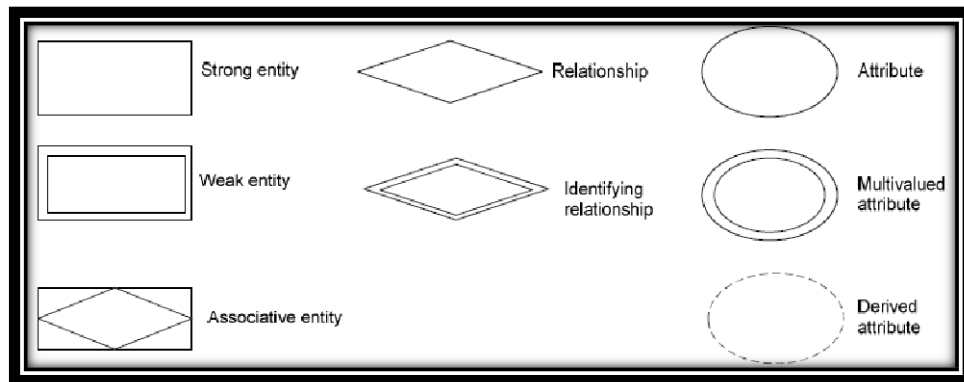 Strong entity
Relationship
Attribute
Weak entity
Identifying
relationship
Multivalued
attribute
Associative entity
Derived
attribute